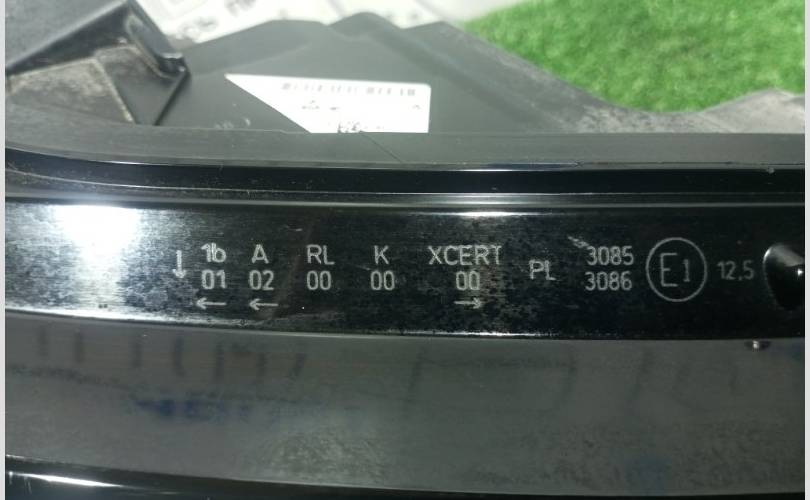 ↓ 1b A RL K XCERT PL 3085 E1 12,5
01 02 00 00 00 3086
← ← →